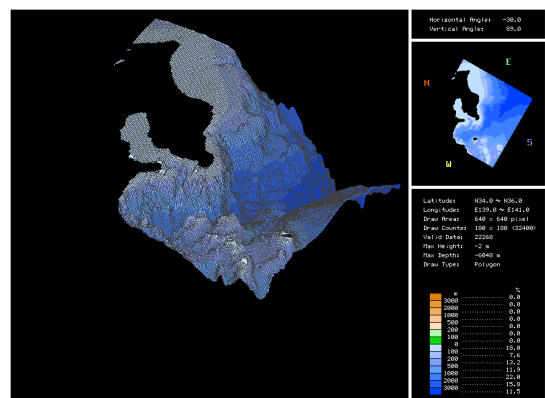 Horizontal Angle: -30.0
Vertical Angle: 89.0
E
N
S
W
Latitude: N34.0 ~ N36.0
Longitude: E139.0 ~ E141.0
Draw Area: 640 x 640 pixel
Draw Counts: 180 x 180 (32400)
Valid Data: 22268
Max Height: -2 m
Max Depth: -6048 m
Draw Type: Polygon
m %
3000 0.0
2000 0.0
1000 0.0
500 0.0
200 0.0
100 0.0
0 0.0
100 18.0
200 7.6
500 13.2
1000 11.9
2000 22.0
3000 15.8
11.5